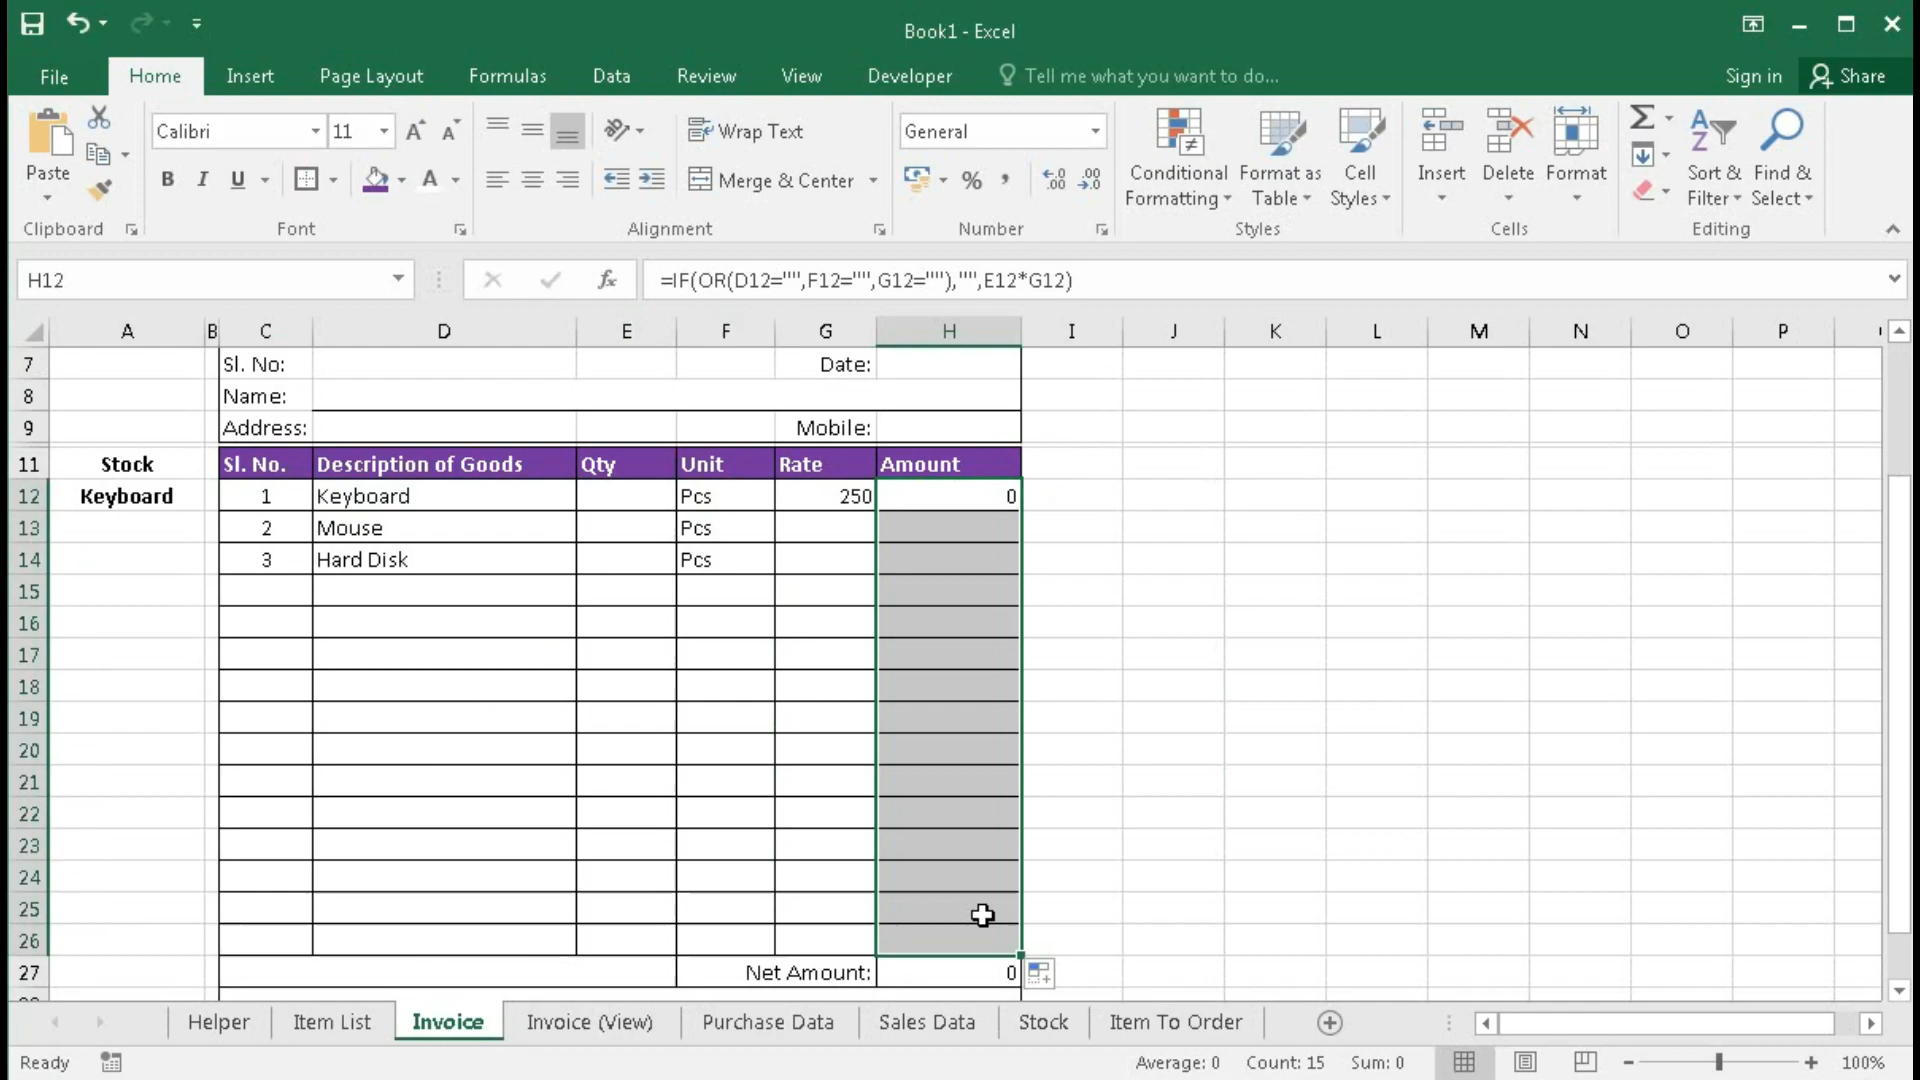 Book1 - Excel
File Home Insert Page Layout Formulas Data Review View Developer Tell me what you want to do... Sign in Share
Paste
Calibri 11
B I U A
Wrap Text
Merge & Center
General
%
Conditional Formatting
Format as Table
Cell Styles
Insert Delete Format
Sort & Filter
Find & Select
Clipboard Font Alignment Number Styles Cells Editing
H12 fx =IF(OR(D12="",F12="",G12=""),"",E12*G12)
A B C D E F G H I J K L M N O P
7 Sl. No: Date:
8 Name:
9 Address: Mobile:
11 Stock Sl. No. Description of Goods Qty Unit Rate Amount
12 Keyboard 1 Keyboard Pcs 250 0
13 2 Mouse Pcs
14 3 Hard Disk Pcs
15
16
17
18
19
20
21
22
23
24
25
26
27 Net Amount: 0
Helper Item List Invoice Invoice (View) Purchase Data Sales Data Stock Item To Order
Ready Average: 0 Count: 15 Sum: 0 100%